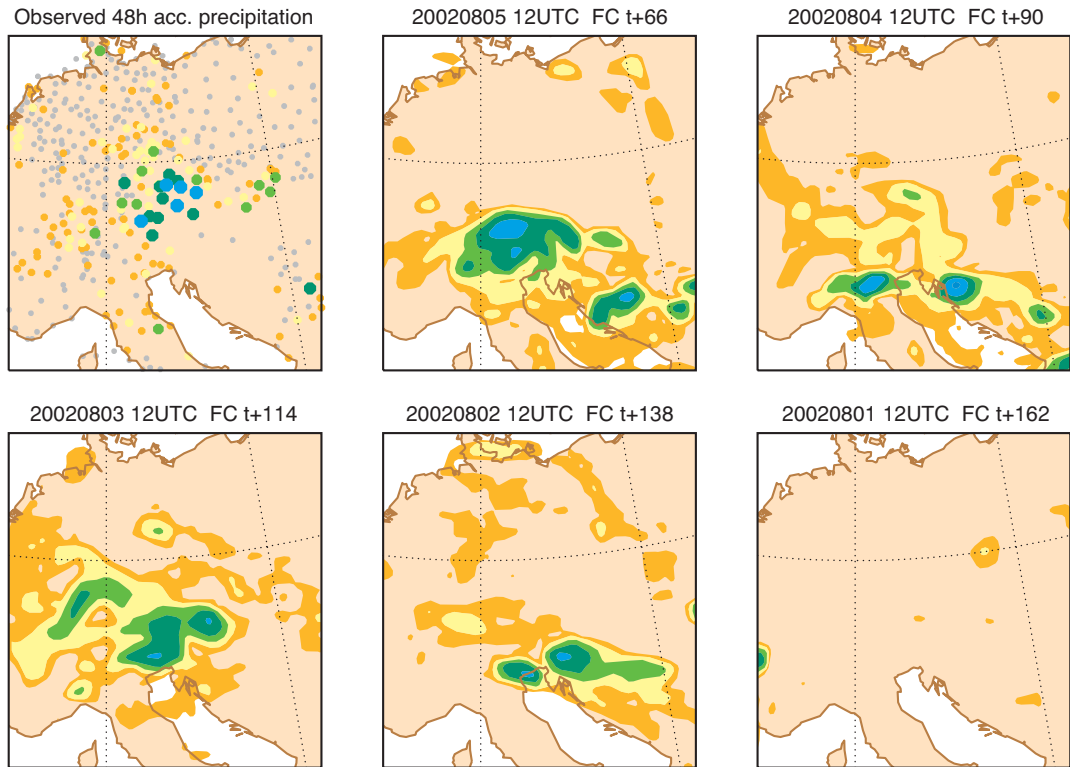 Observed 48h acc. precipitation
20020805 12UTC  FC t+66
20020804 12UTC  FC t+90
20020803 12UTC  FC t+114
20020802 12UTC  FC t+138
20020801 12UTC  FC t+162